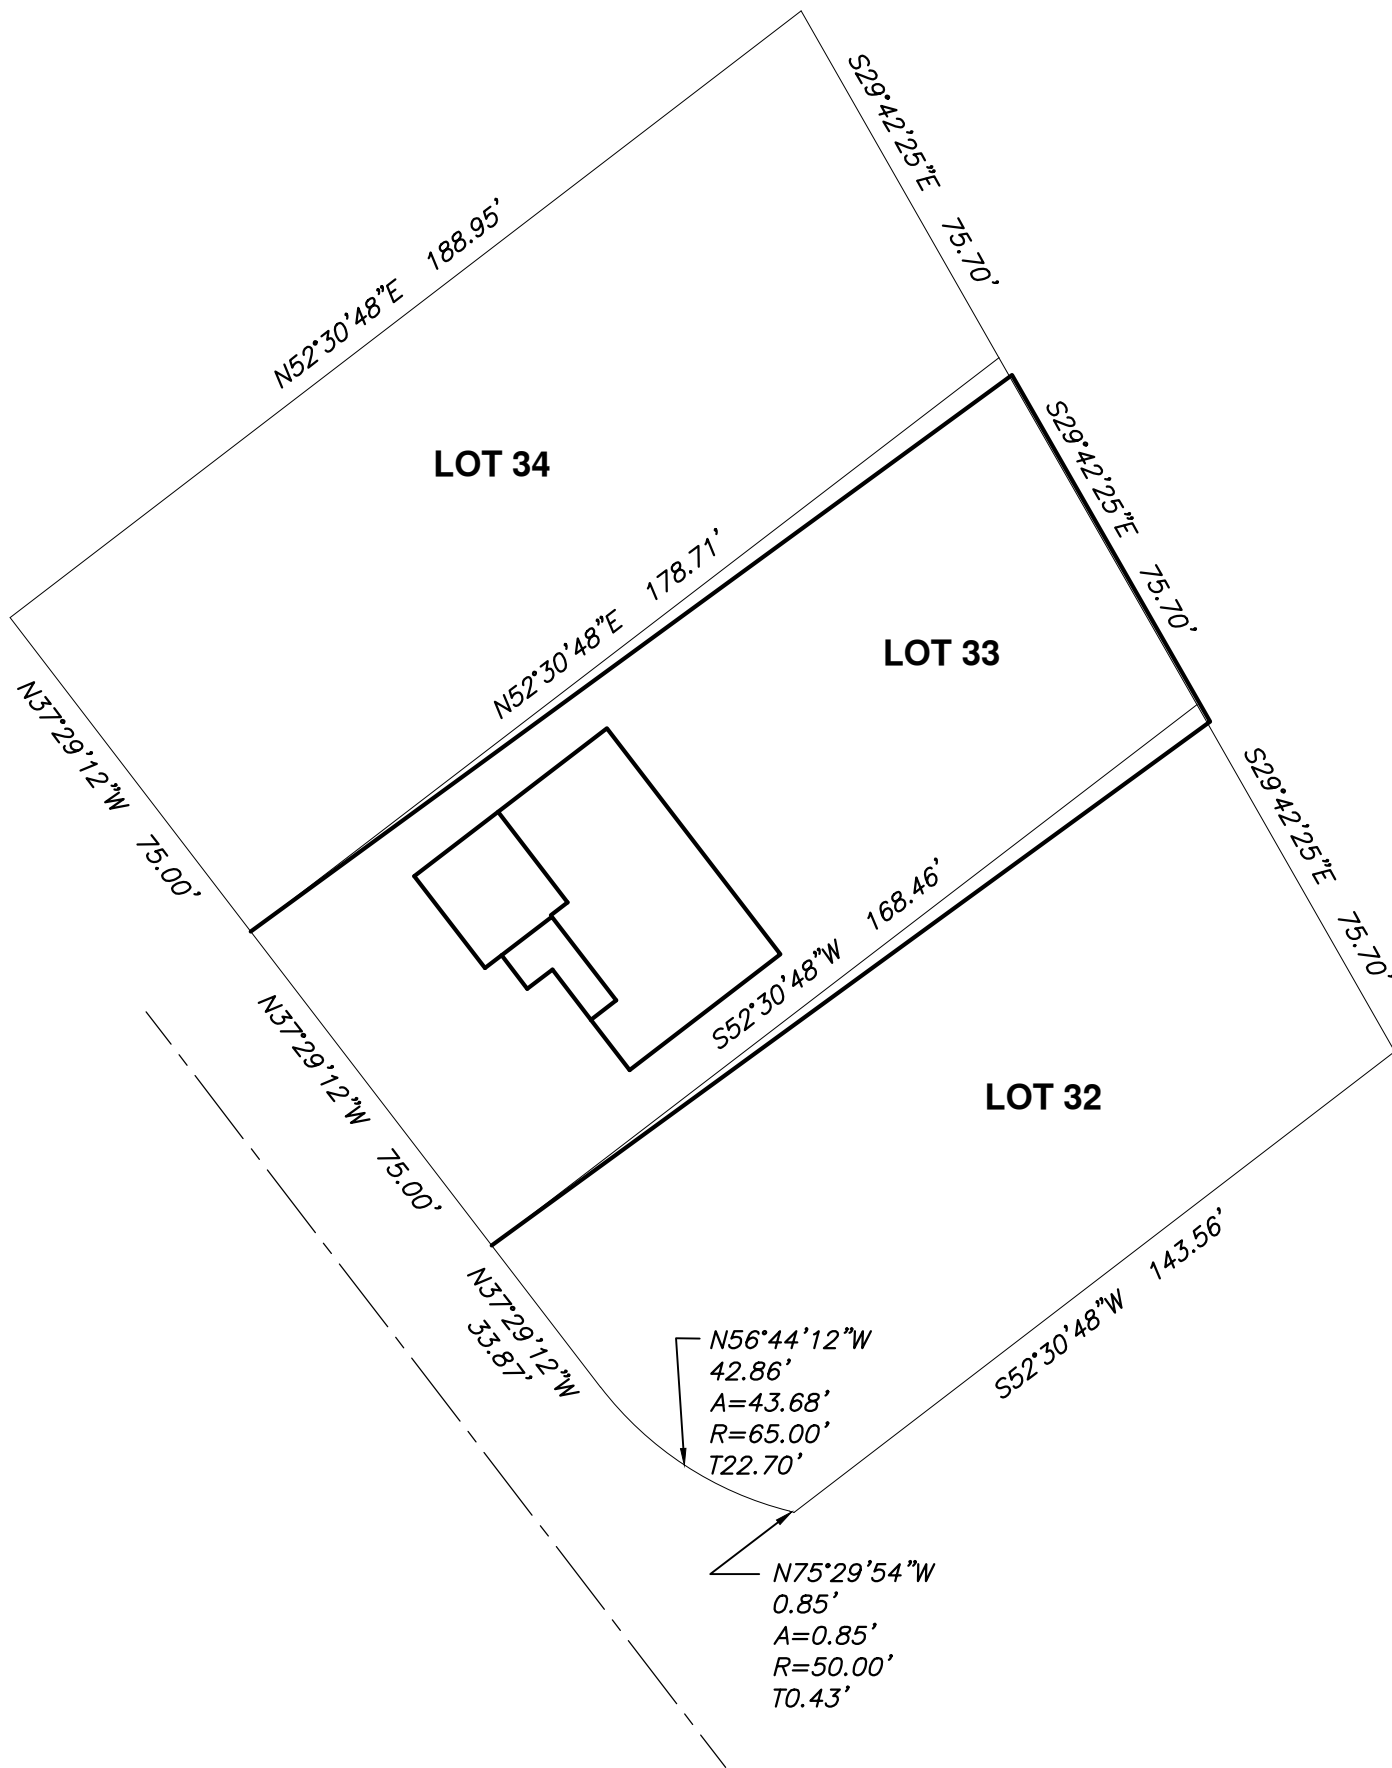 S29°42'25"E 75.70'
N52°30'48"E 188.95'
LOT 34
S29°42'25"E 75.70'
N52°30'48"E 178.71'
LOT 33
N37°29'12"W 75.00'
S29°42'25"E 75.70'
S52°30'48"W 168.46'
N37°29'12"W 75.00'
LOT 32
S52°30'48"W 143.56'
N37°29'12"W
33.87'
N56°44'12"W
42.86'
A=43.68'
R=65.00'
T22.70'
N75°29'54"W
0.85'
A=0.85'
R=50.00'
T0.43'